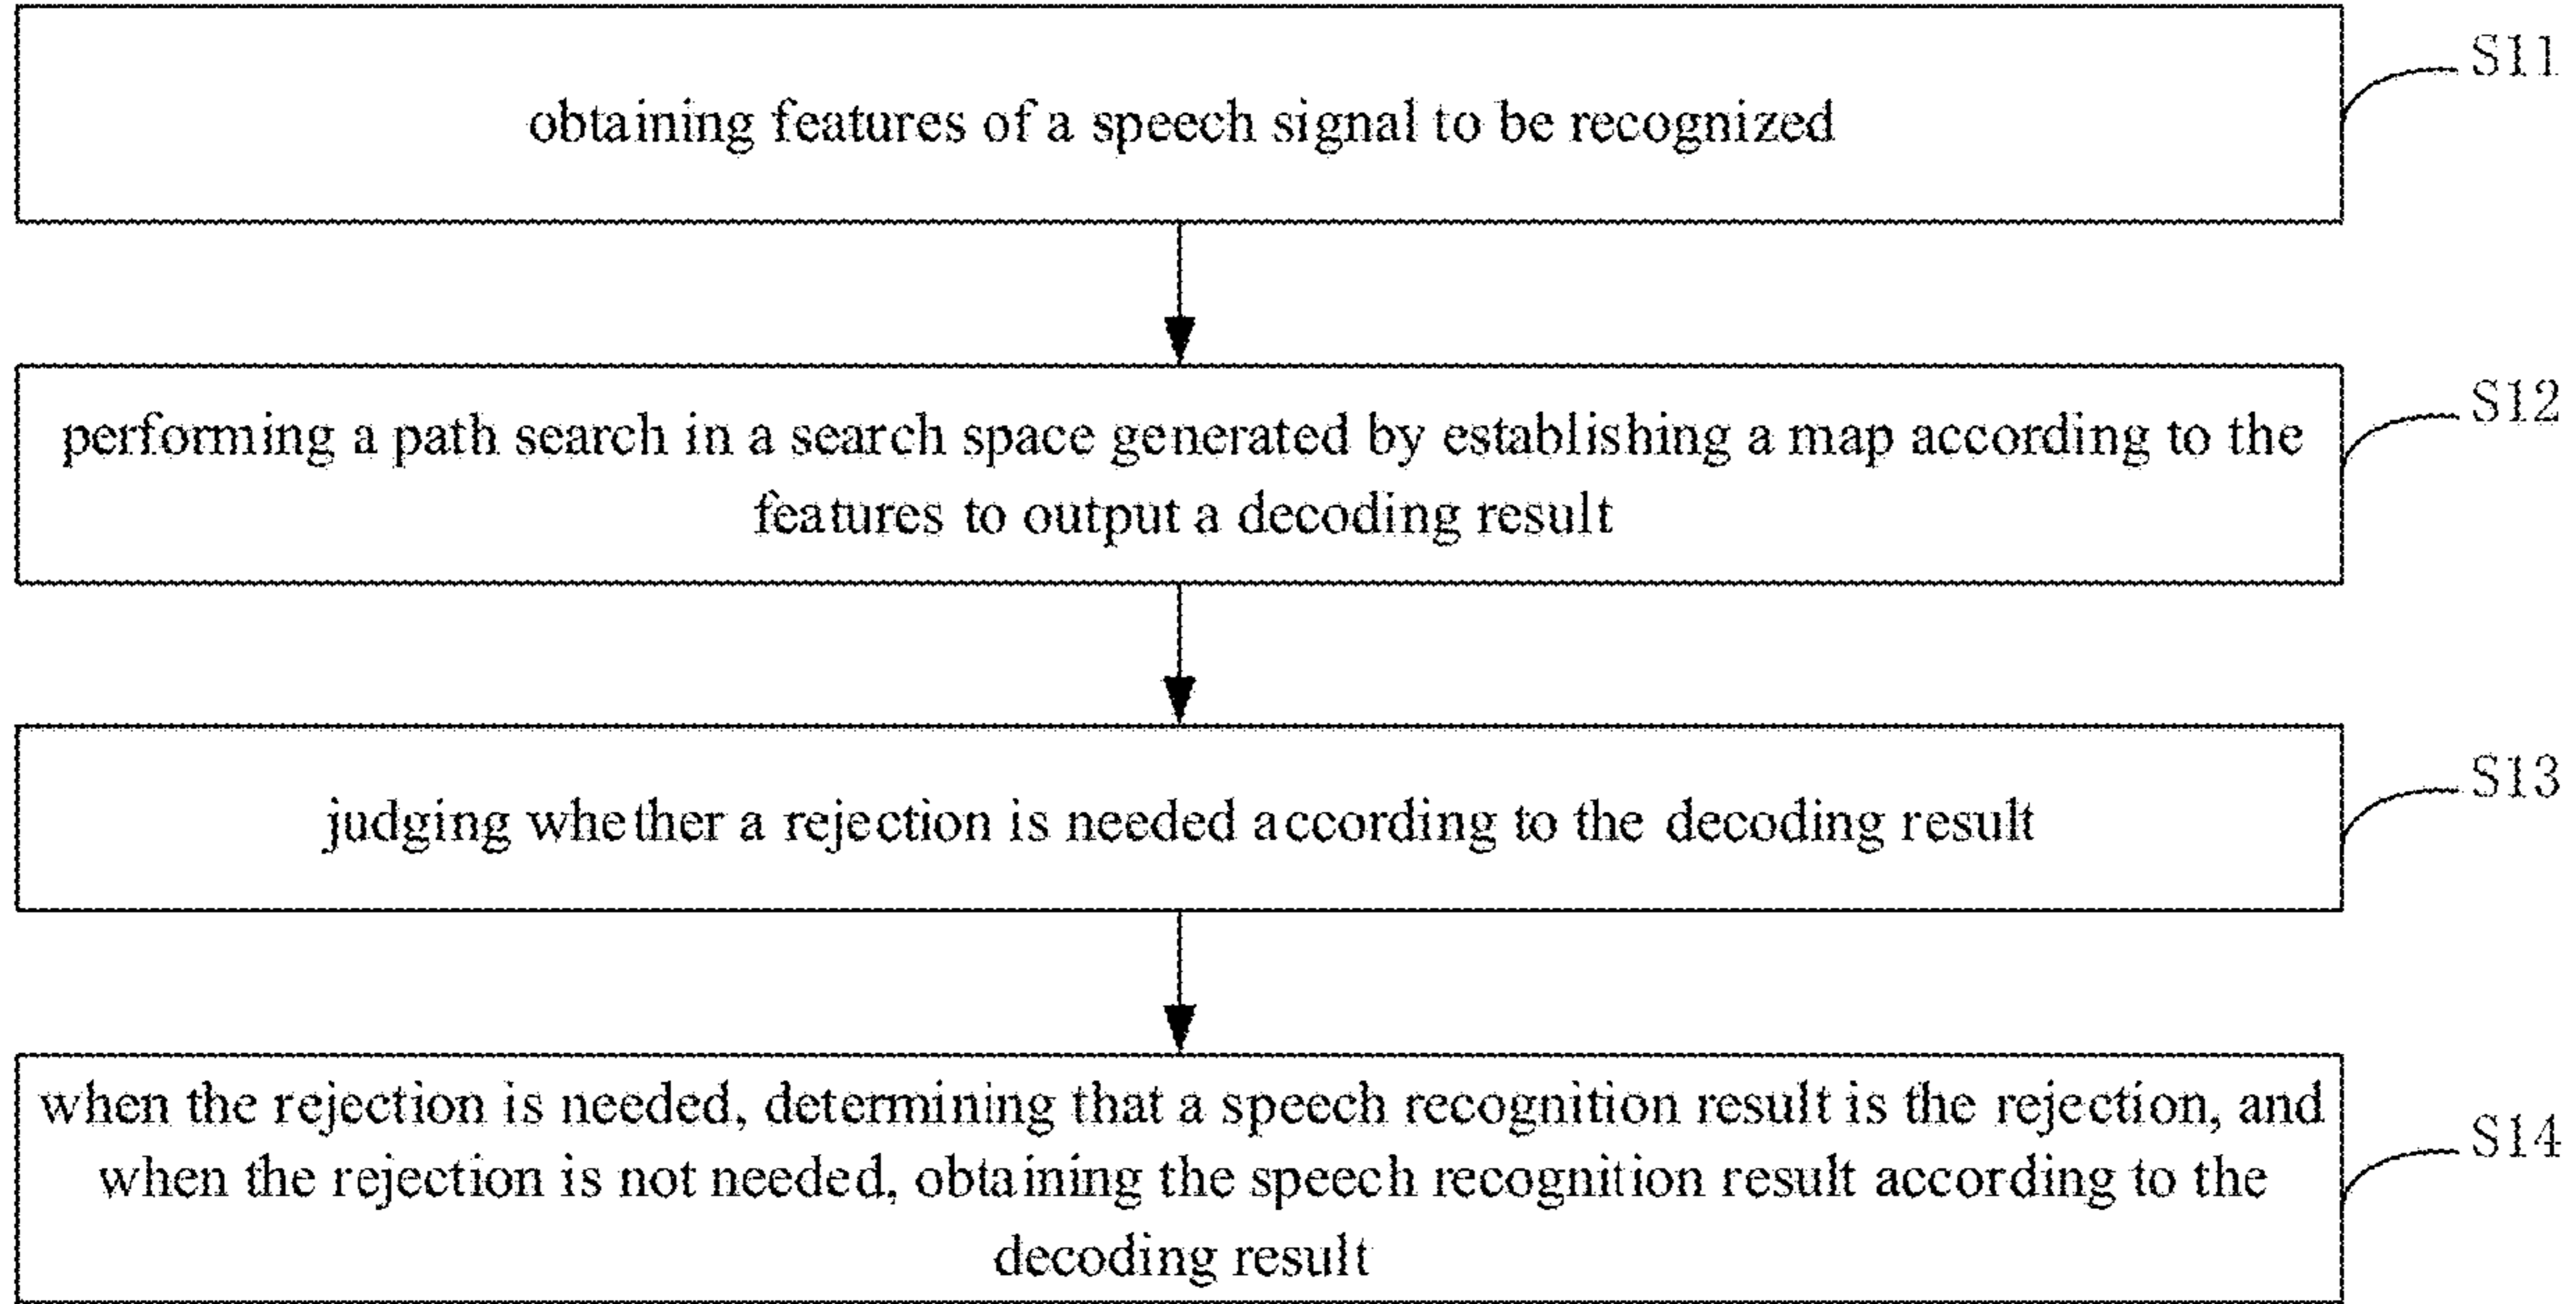 obtaining features of a speech signal to be recognized
S11
performing a path search in a search space generated by establishing a map according to the
features to output a decoding result
S12
judging whether a rejection is needed according to the decoding result
S13
when the rejection is needed, determining that a speech recognition result is the rejection, and
when the rejection is not needed, obtaining the speech recognition result according to the
decoding result
S14